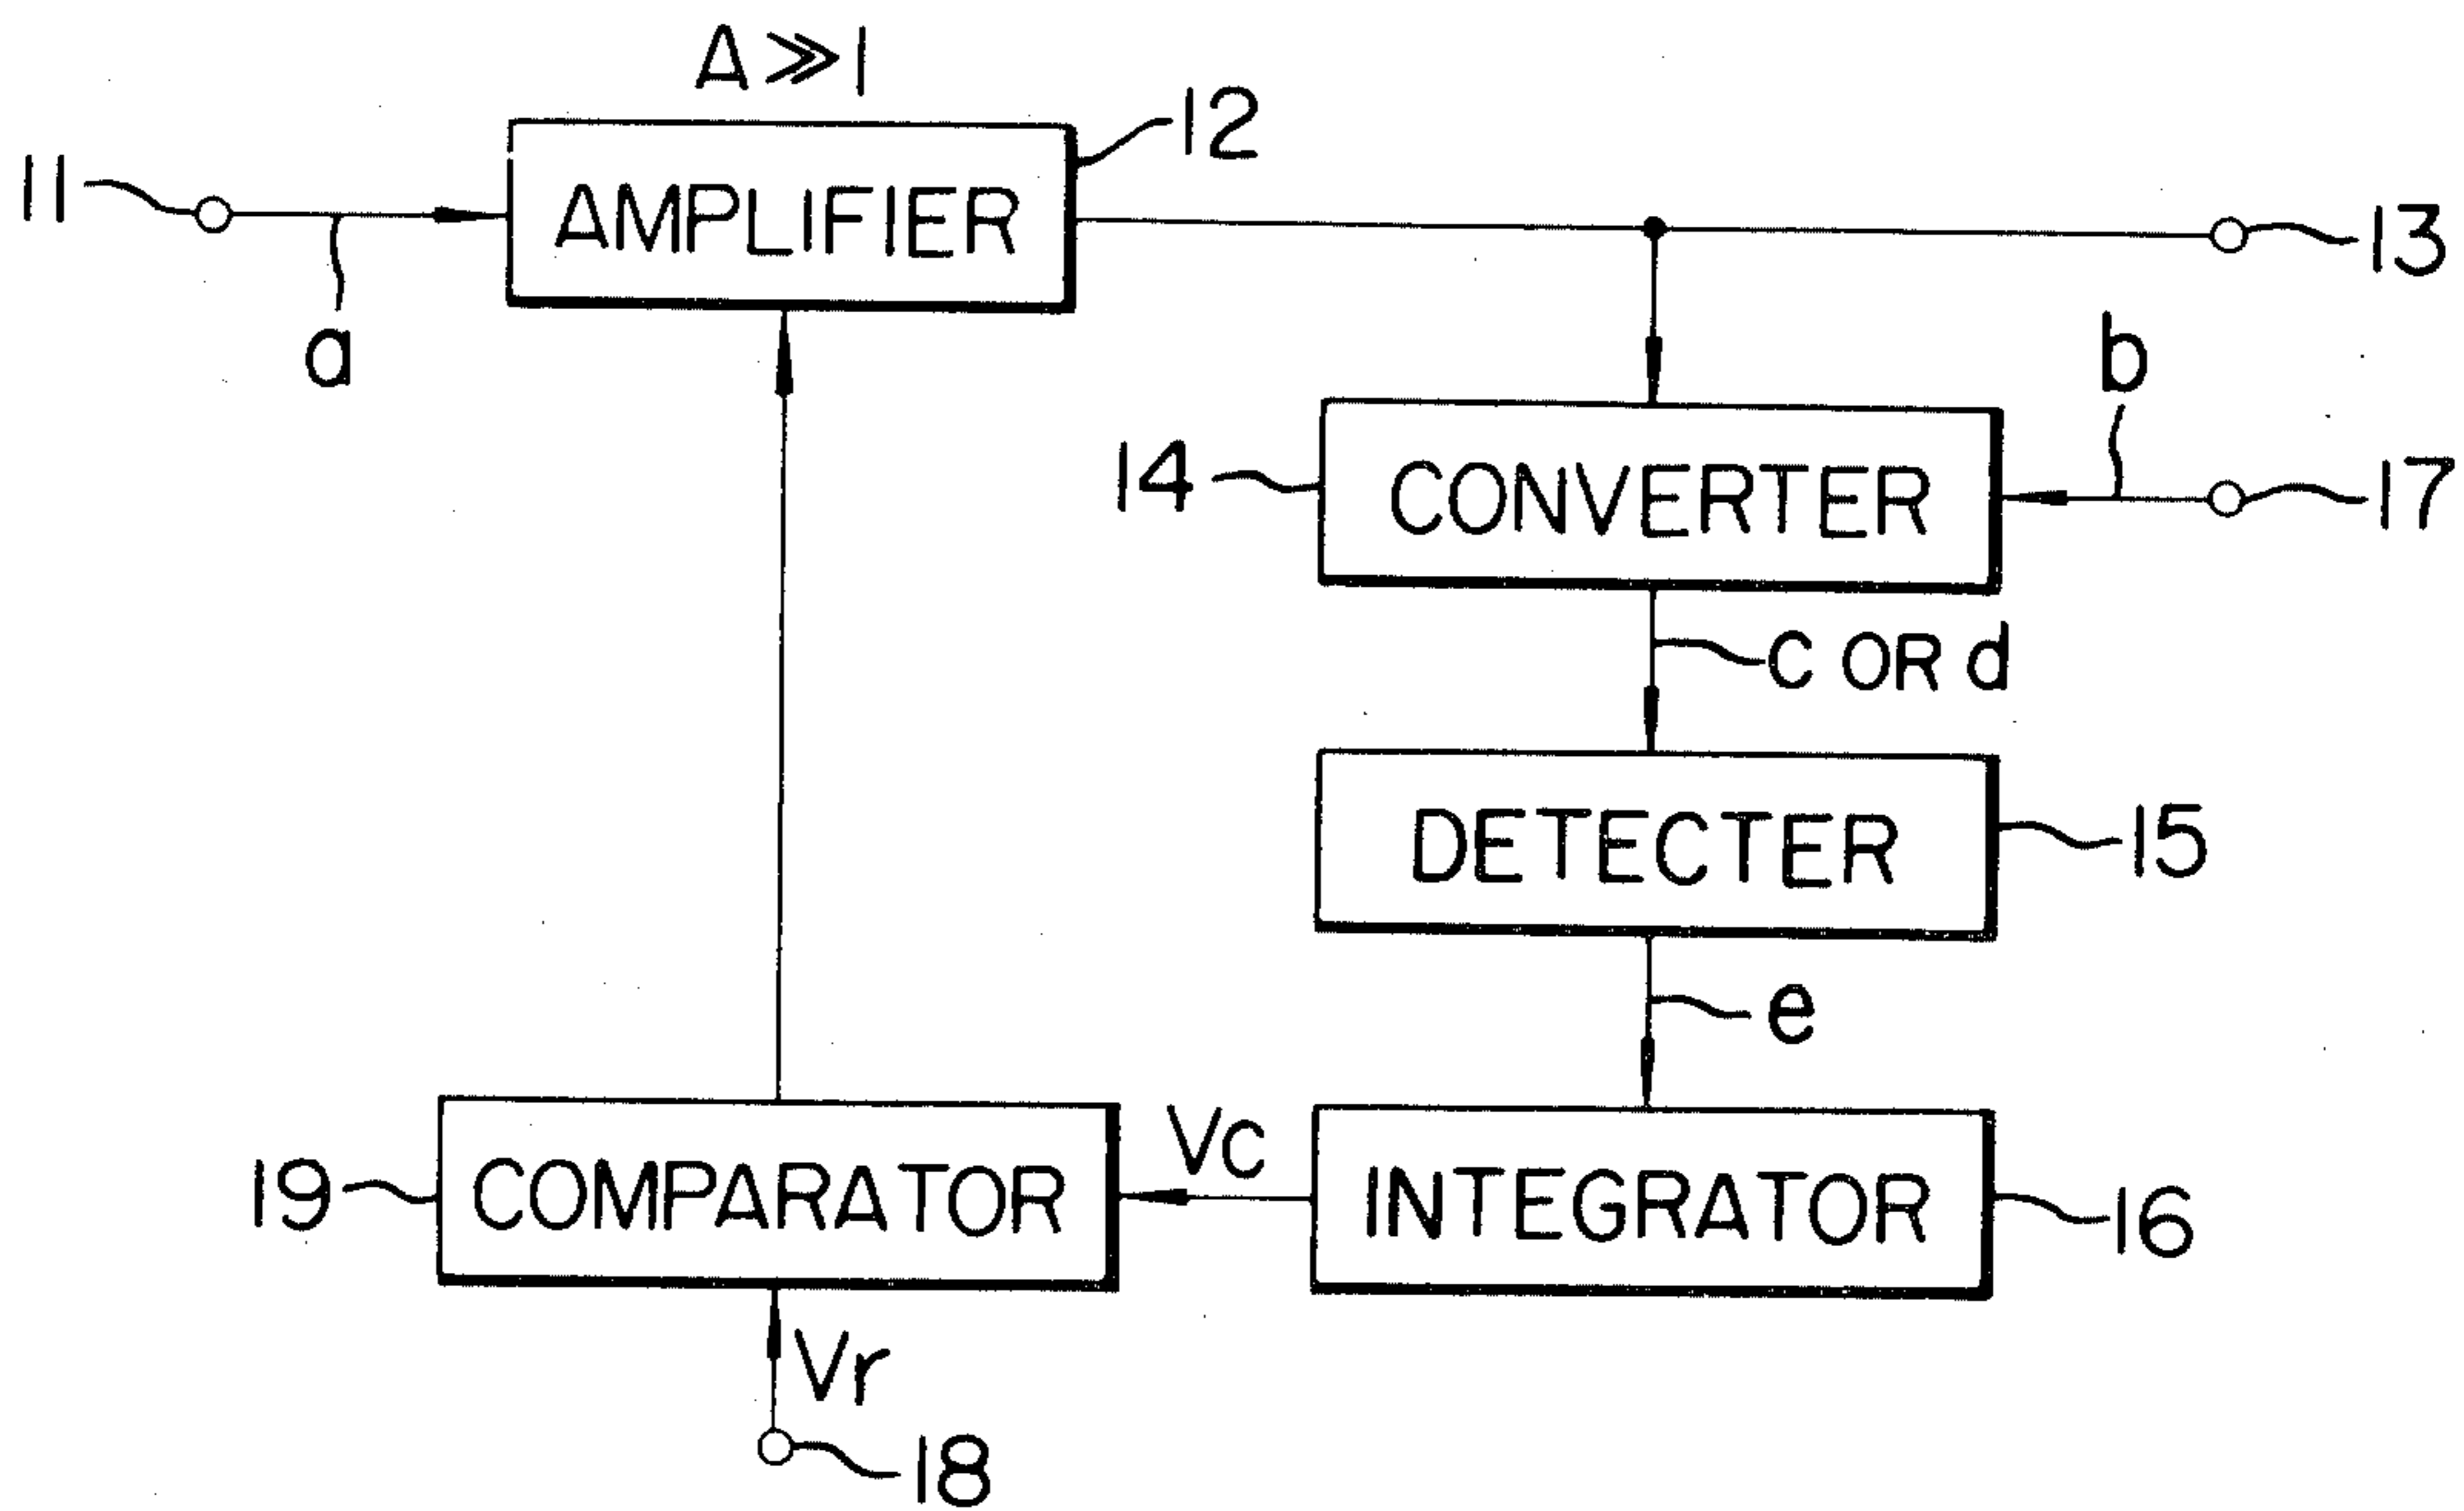 A≫1
12
11
AMPLIFIER
13
a
b
14
CONVERTER
17
c OR d
DETECTER
15
e
19
COMPARATOR
Vc
INTEGRATOR
16
Vr
18